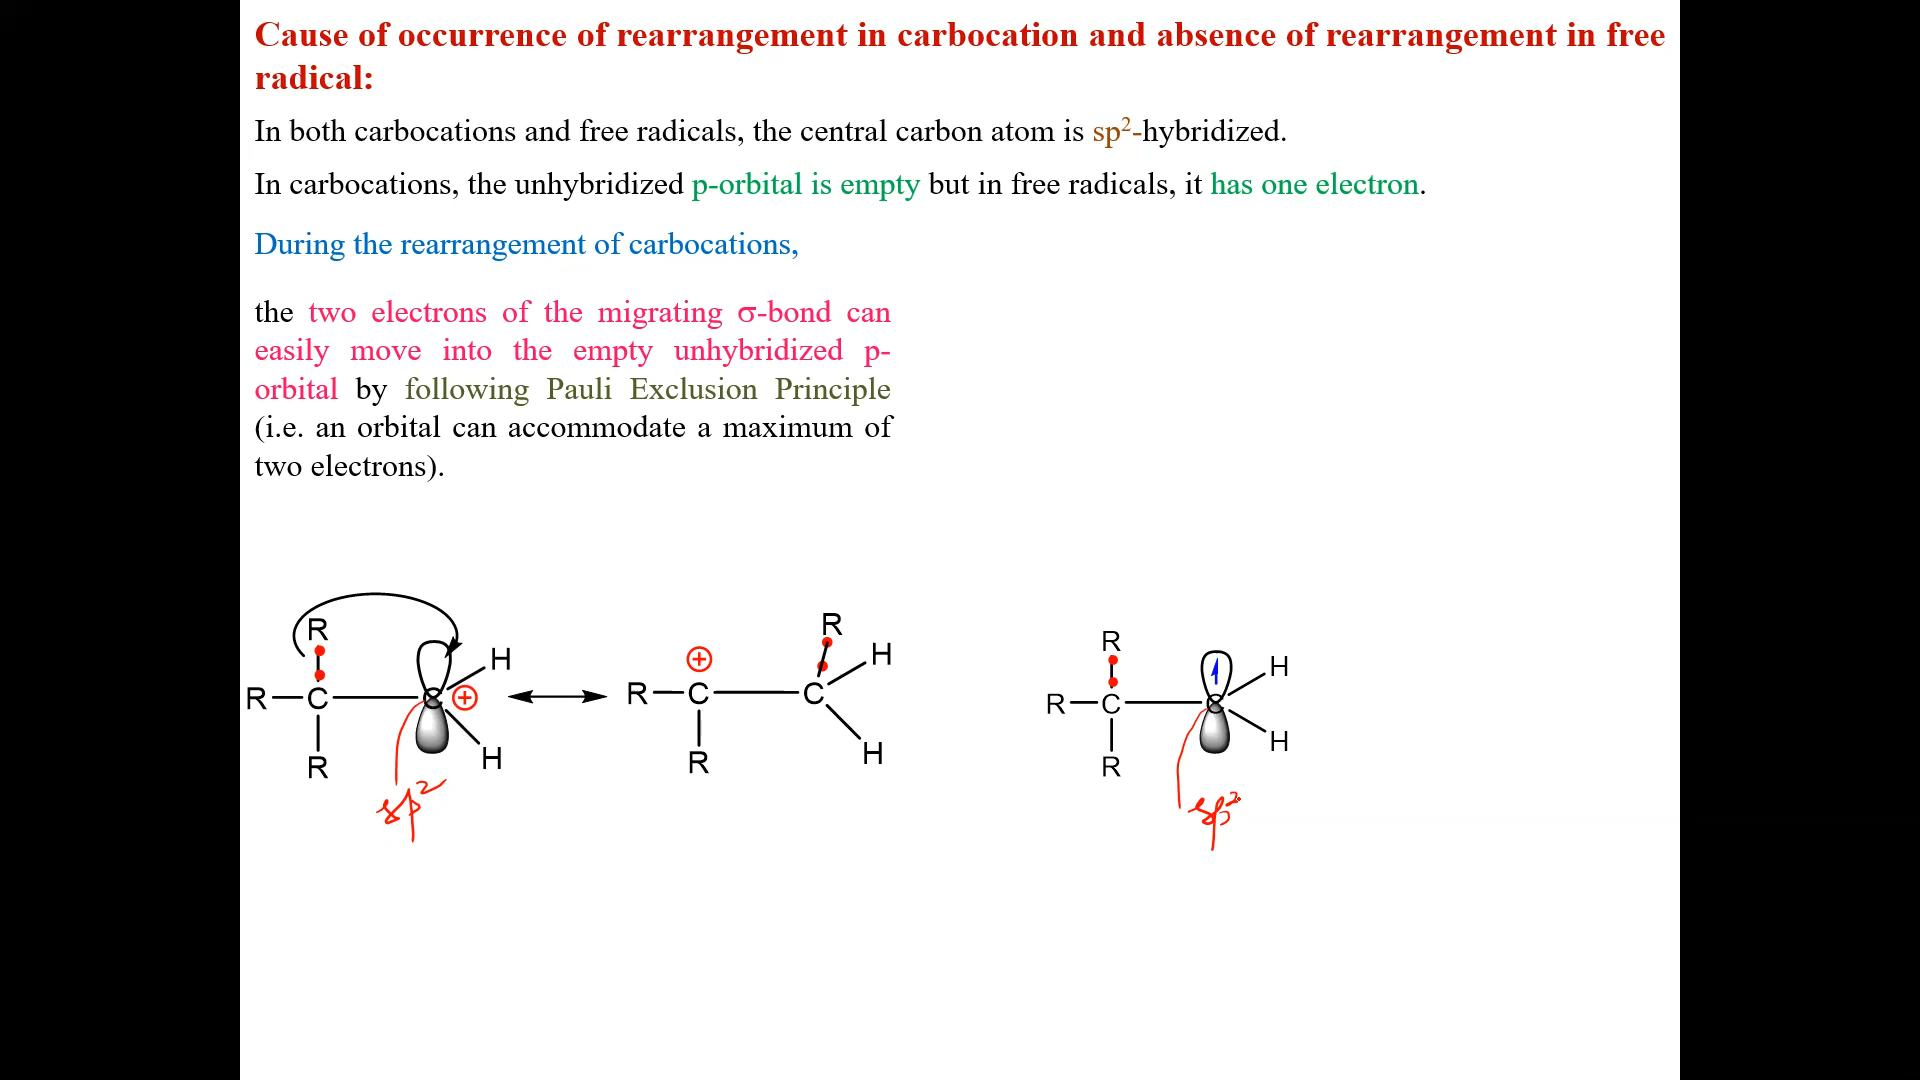 Cause of occurrence of rearrangement in carbocation and absence of rearrangement in free
radical:
In both carbocations and free radicals, the central carbon atom is sp²-hybridized.
In carbocations, the unhybridized p-orbital is empty but in free radicals, it has one electron.
During the rearrangement of carbocations,
the two electrons of the migrating σ-bond can
easily move into the empty unhybridized p-
orbital by following Pauli Exclusion Principle
(i.e. an orbital can accommodate a maximum of
two electrons).
R R R
H H H
⊕
R C C ⊕ R C C R C C
H H H
R R R
sp² sp²